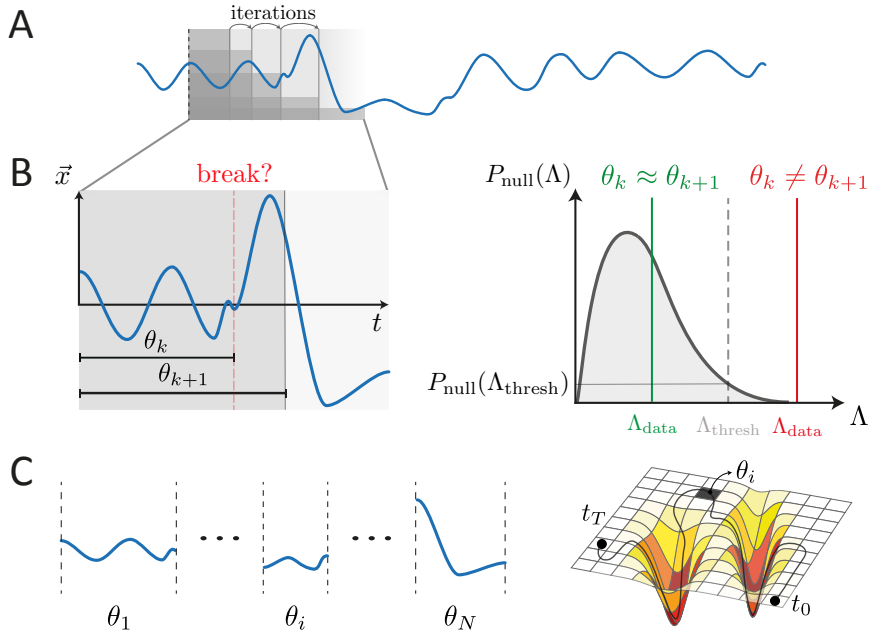 A
iterations
B
$\vec{x}$
break?
t
θ_k
θ_{k+1}
P_null(Λ)
θ_k ≈ θ_{k+1}
θ_k ≠ θ_{k+1}
P_null(Λ_thresh)
Λ_data
Λ_thresh
Λ_data
Λ
C
θ_1
• • •
θ_i
• • •
θ_N
θ_i
t_T
t_0